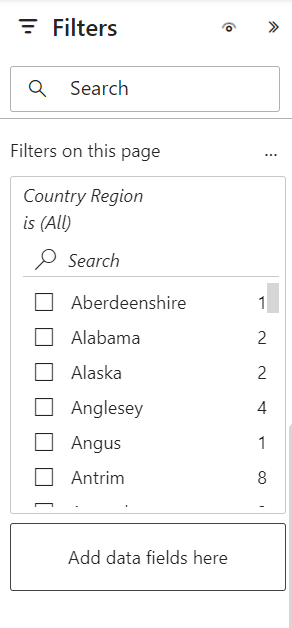 Filters
Search
Filters on this page
...
Country Region
is (All)
Search
Aberdeenshire 1
Alabama 2
Alaska 2
Anglesey 4
Angus 1
Antrim 8
Add data fields here